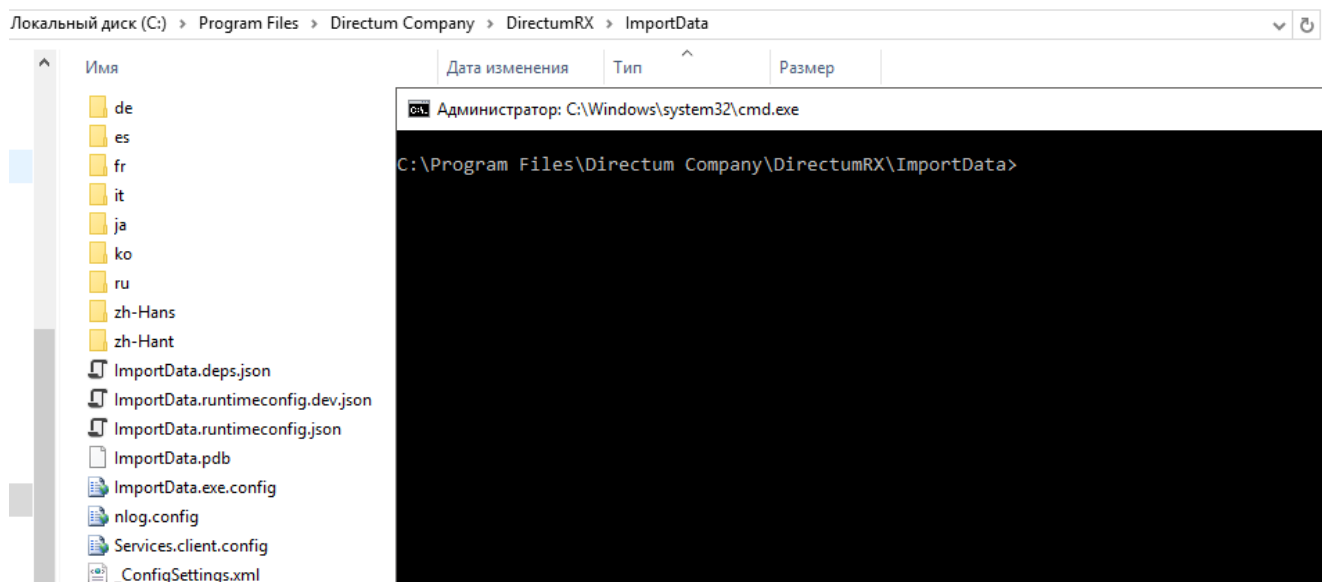 Локальный диск (C:) > Program Files > Directum Company > DirectumRX > ImportData
Имя Дата изменения Тип Размер
de
es
fr
it
ja
ko
ru
zh-Hans
zh-Hant
ImportData.deps.json
ImportData.runtimeconfig.dev.json
ImportData.runtimeconfig.json
ImportData.pdb
ImportData.exe.config
nlog.config
Services.client.config
_ConfigSettings.xml
Администратор: C:\Windows\system32\cmd.exe
C:\Program Files\Directum Company\DirectumRX\ImportData>